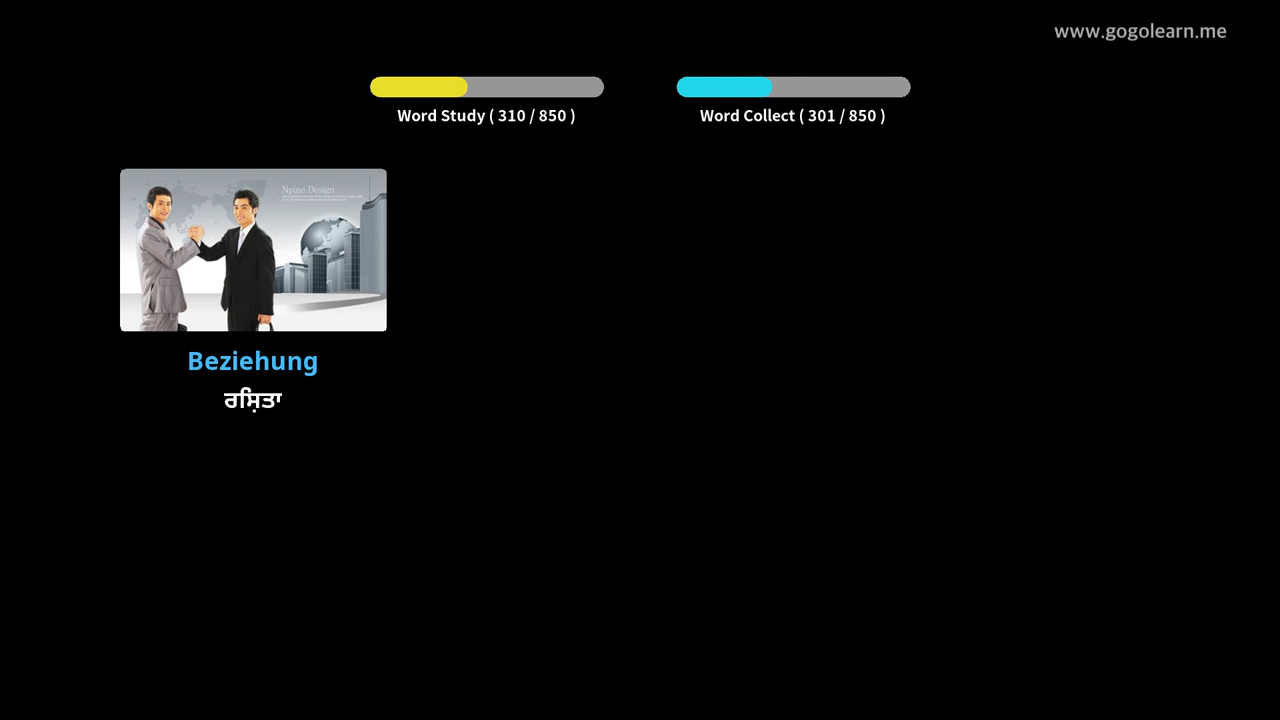 www.gogolearn.me
Word Study ( 310 / 850 )
Word Collect ( 301 / 850 )
Npine Design
Beziehung
ਰਸ਼ਿਤਾ